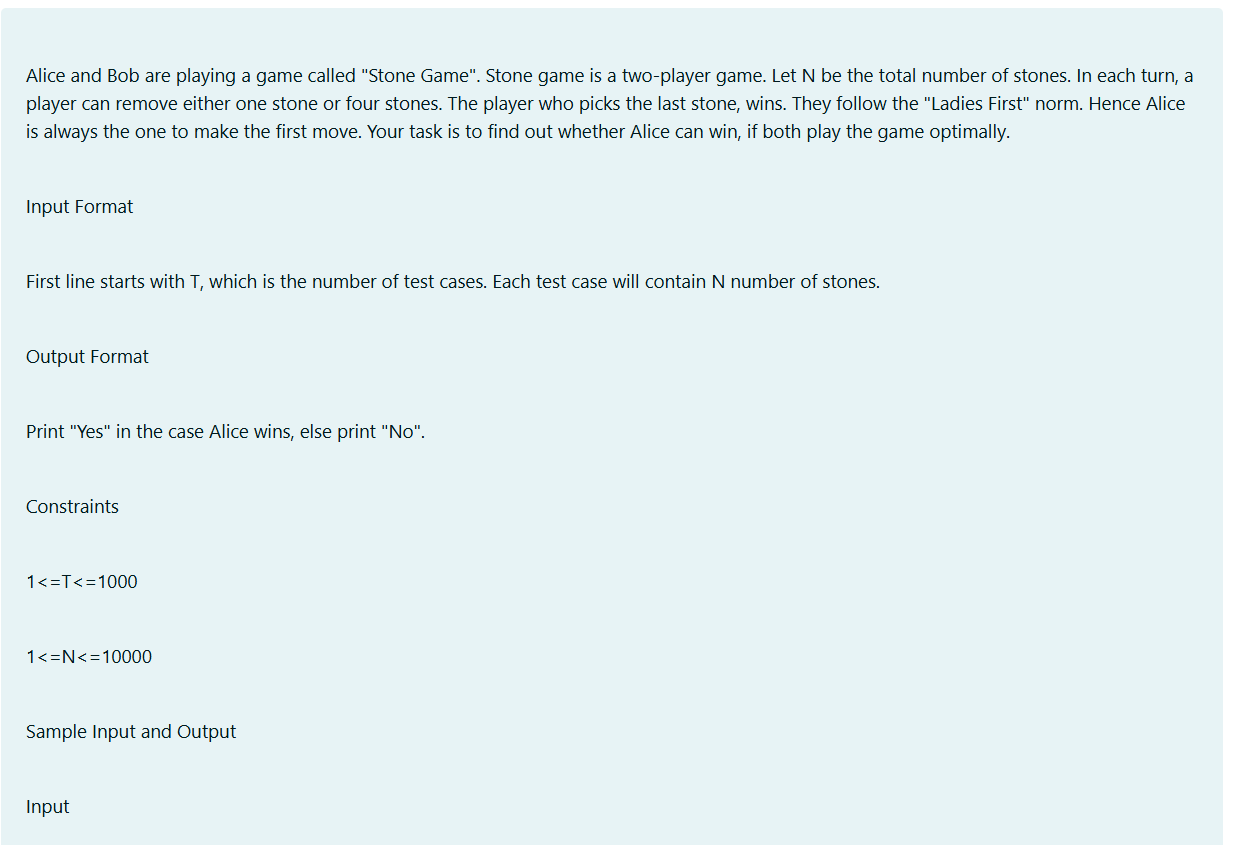 Alice and Bob are playing a game called "Stone Game". Stone game is a two-player game. Let N be the total number of stones. In each turn, a
player can remove either one stone or four stones. The player who picks the last stone, wins. They follow the "Ladies First" norm. Hence Alice
is always the one to make the first move. Your task is to find out whether Alice can win, if both play the game optimally.
Input Format
First line starts with T, which is the number of test cases. Each test case will contain N number of stones.
Output Format
Print "Yes" in the case Alice wins, else print "No".
Constraints
1<=T<=1000
1<=N<=10000
Sample Input and Output
Input